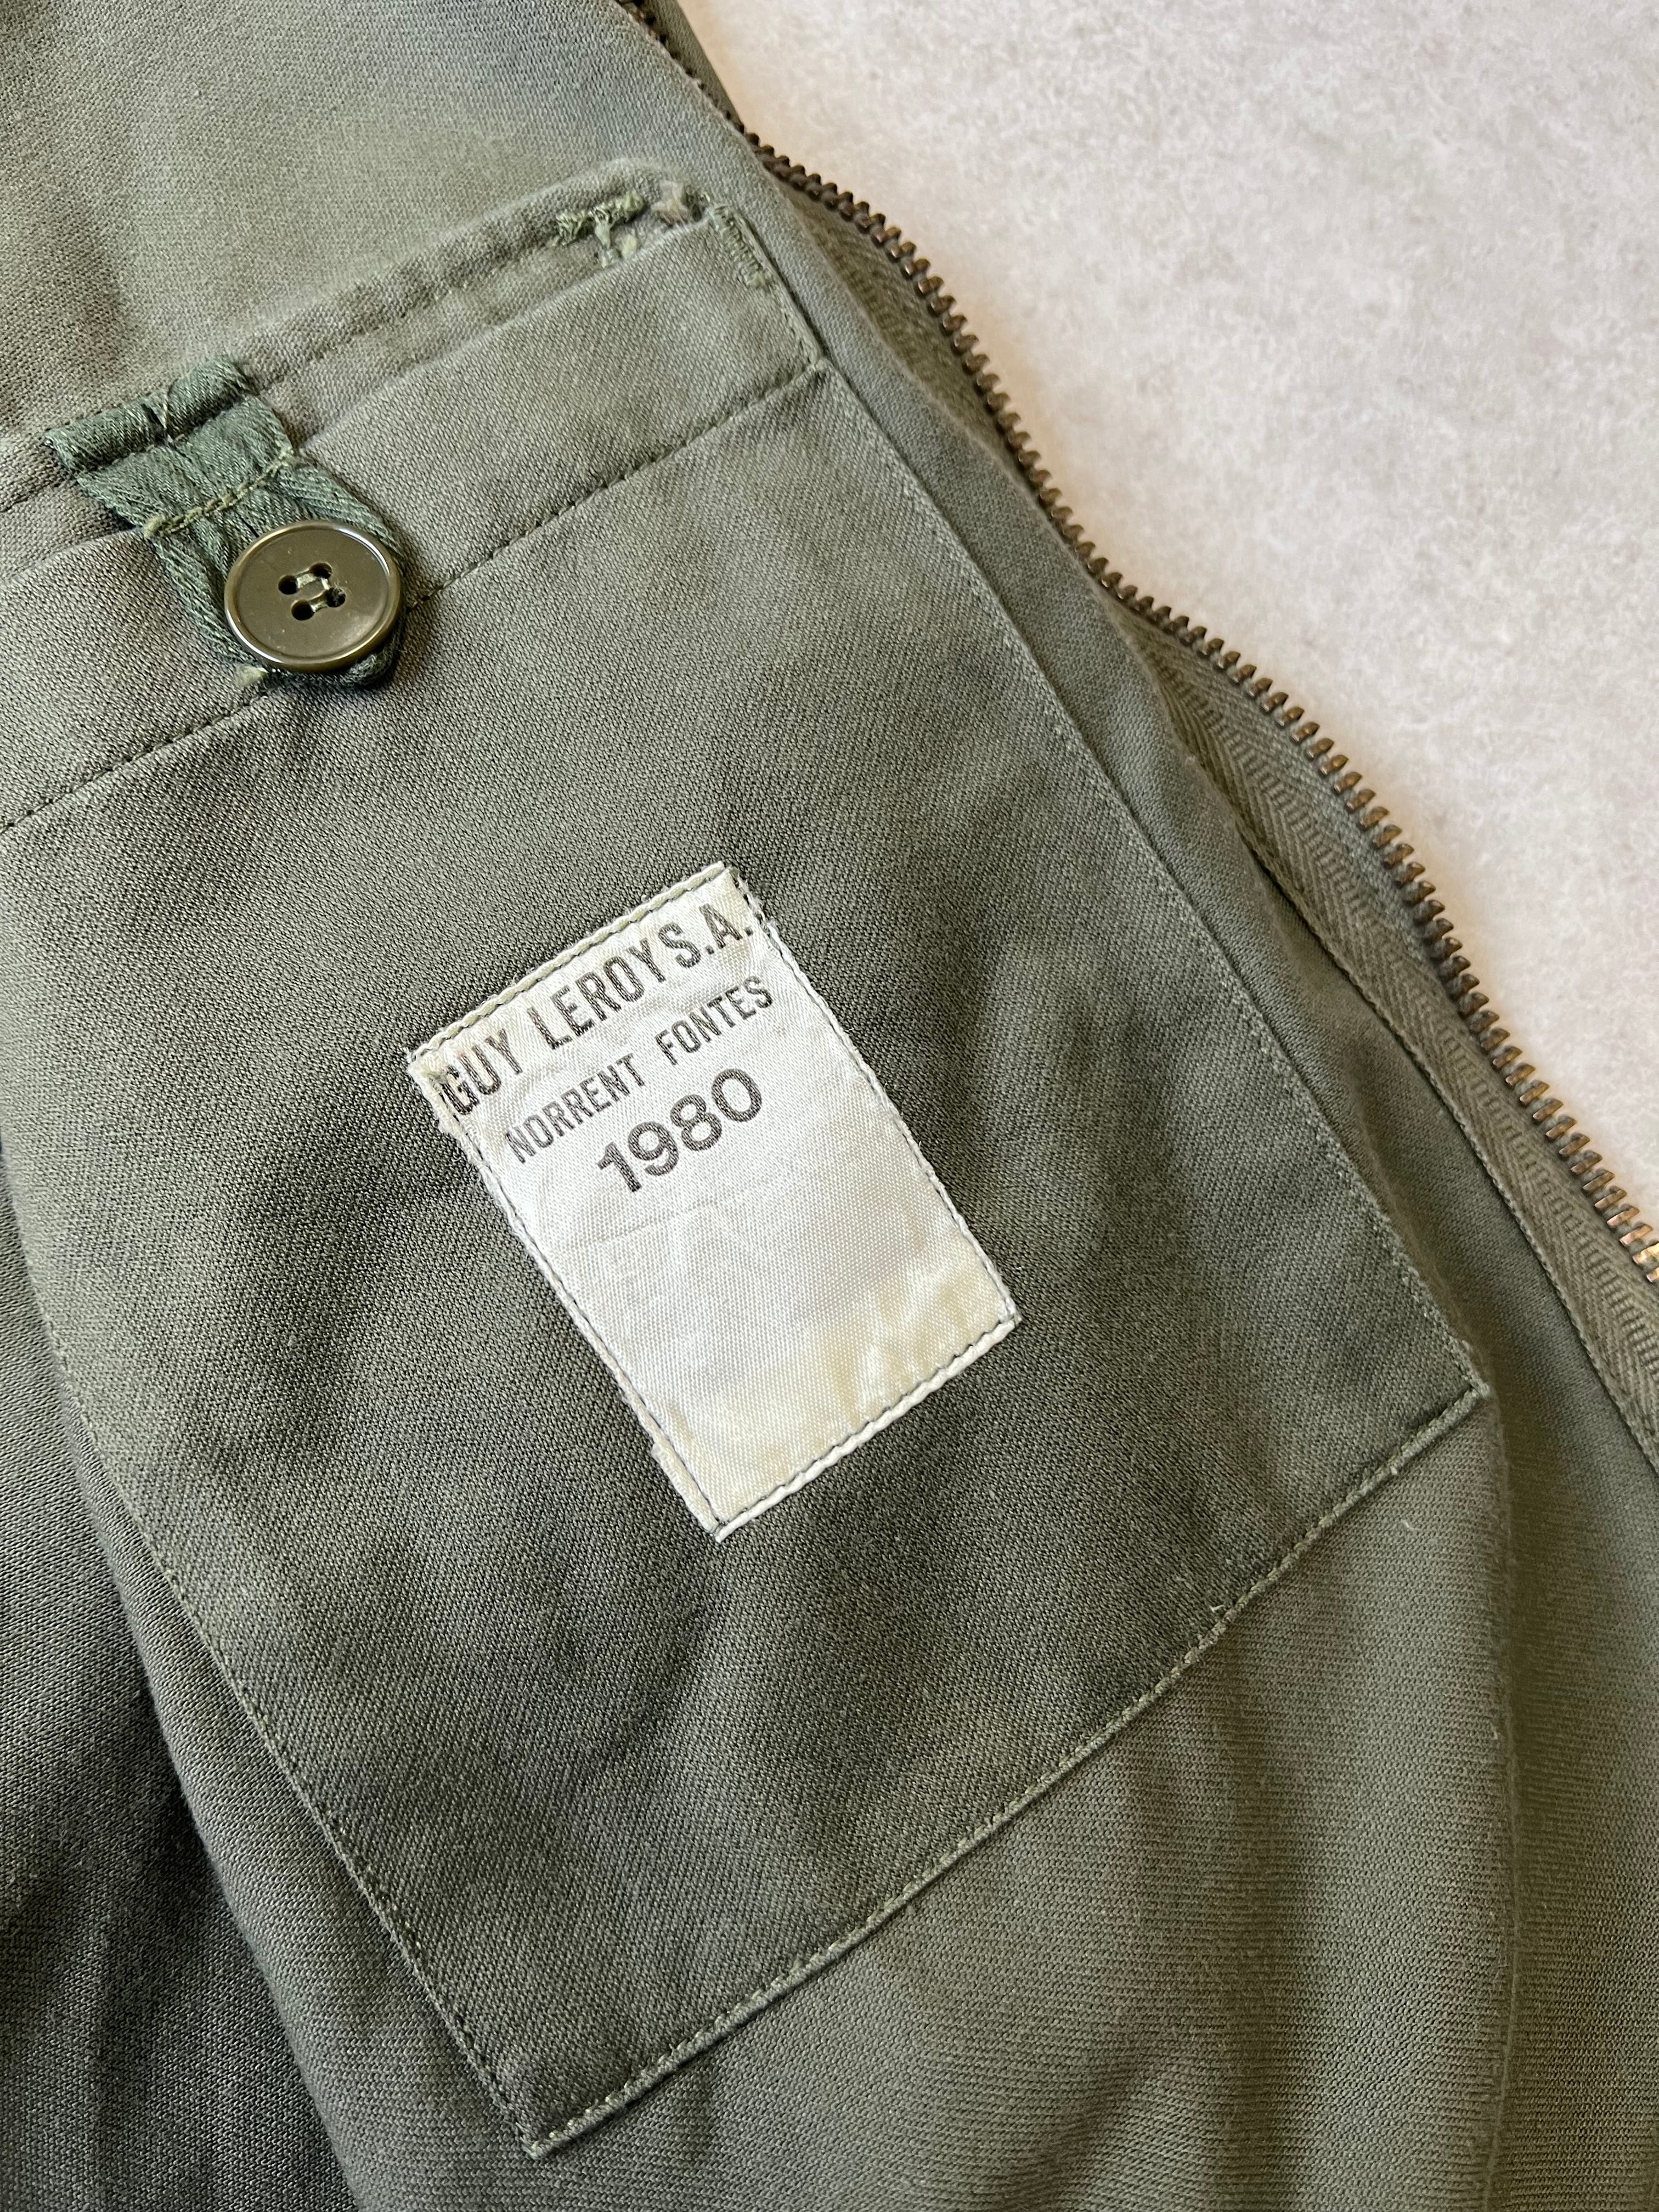 GUY LEROY S.A.
NORRENT FONTES
1980